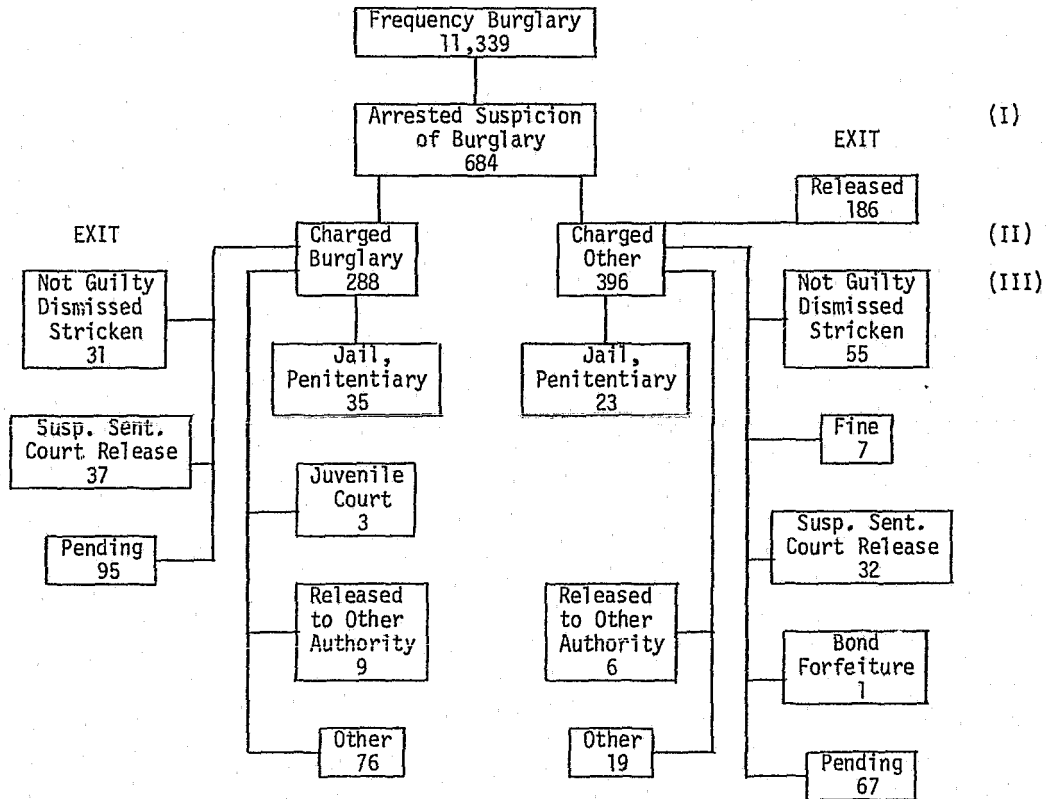 Frequency Burglary
11,339
Arrested Suspicion
of Burglary
684
(I)
EXIT
Released
186
EXIT
Charged
Burglary
288
Charged
Other
396
(II)
Not Guilty
Dismissed
Stricken
31
Not Guilty
Dismissed
Stricken
55
(III)
Jail,
Penitentiary
35
Jail,
Penitentiary
23
Susp. Sent.
Court Release
37
Fine
7
Juvenile
Court
3
Pending
95
Susp. Sent.
Court Release
32
Released
to Other
Authority
9
Released
to Other
Authority
6
Bond
Forfeiture
1
Other
76
Other
19
Pending
67